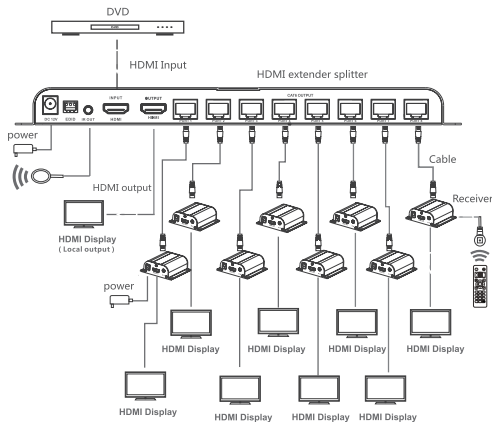 DVD
HDMI Input
HDMI extender splitter
INPUT
OUTPUT
CAT6 OUTPUT
DC 12V
EDID
IR OUT
HDMI
HDMI
power
HDMI output
Cable
Receiver
HDMI Display
( Local output )
power
HDMI Display
HDMI Display
HDMI Display
HDMI Display
HDMI Display
HDMI Display
HDMI Display
HDMI Display